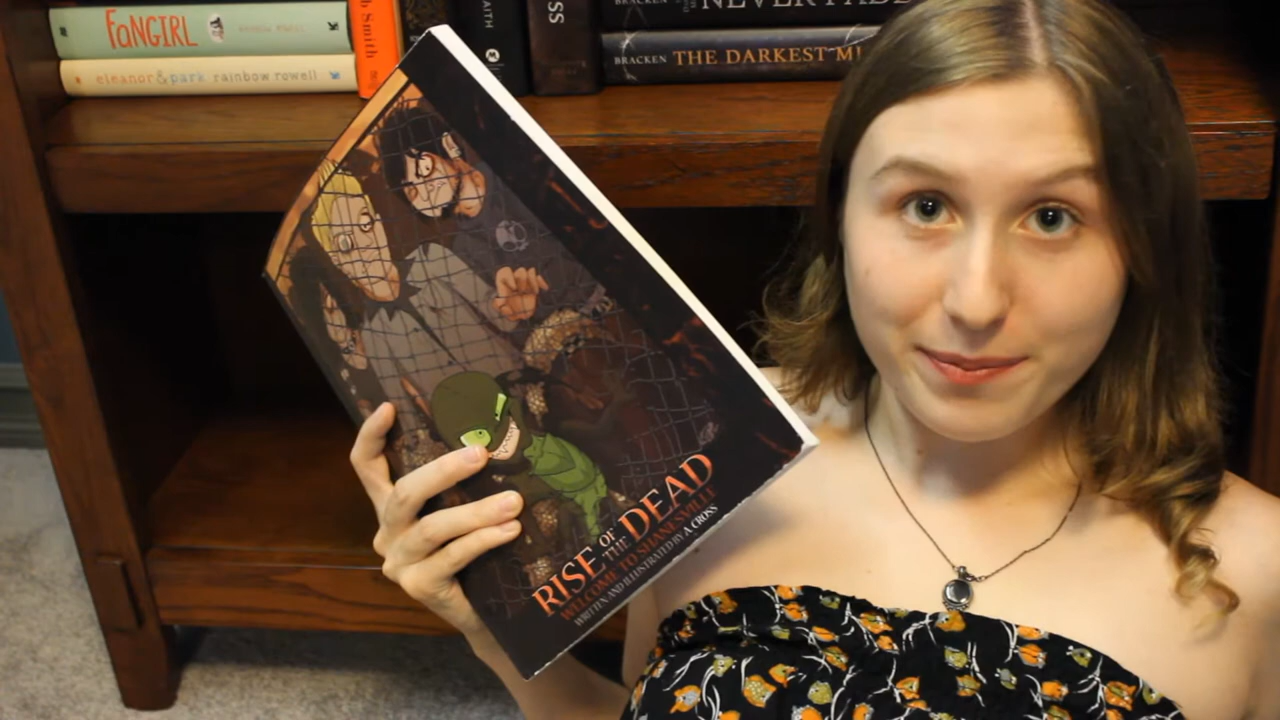 FANGIRL
eleanor & park rainbow rowell
b Smith
AITH
SS
BRACKEN
NEVER FADE
BRACKEN THE DARKEST MI
RISE OF THE DEAD
WELCOME TO SHANESVILLE
WRITTEN AND ILLUSTRATED BY A CROSS